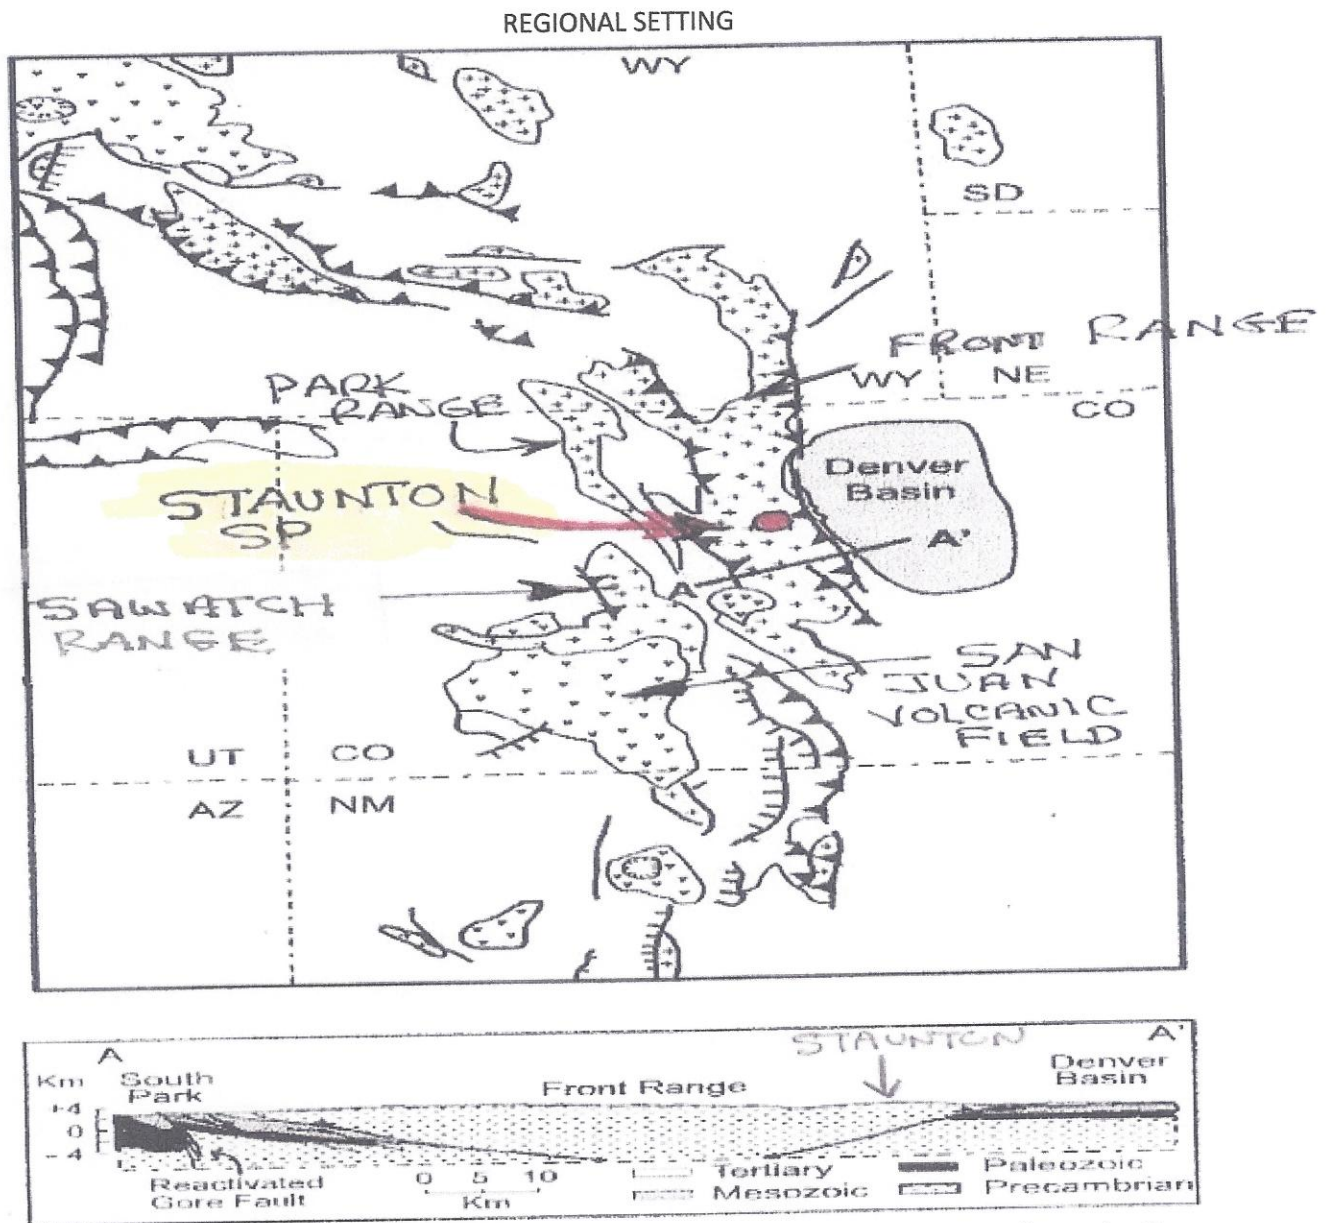 REGIONAL SETTING
WY
SD
FRONT RANGE
WY
NE
PARK
RANGE
CO
Denver
Basin
STAUNTON
SP
A'
A
SAWATCH
RANGE
SAN
JUAN
VOLCANIC
FIELD
UT
CO
AZ
NM
A
STAUNTON
A'
Km
South
Park
Front Range
Denver
Basin
+4
0
-4
Reactivated
Gore Fault
0 5 10
Km
Tertiary
Mesozoic
Paleozoic
Precambrian